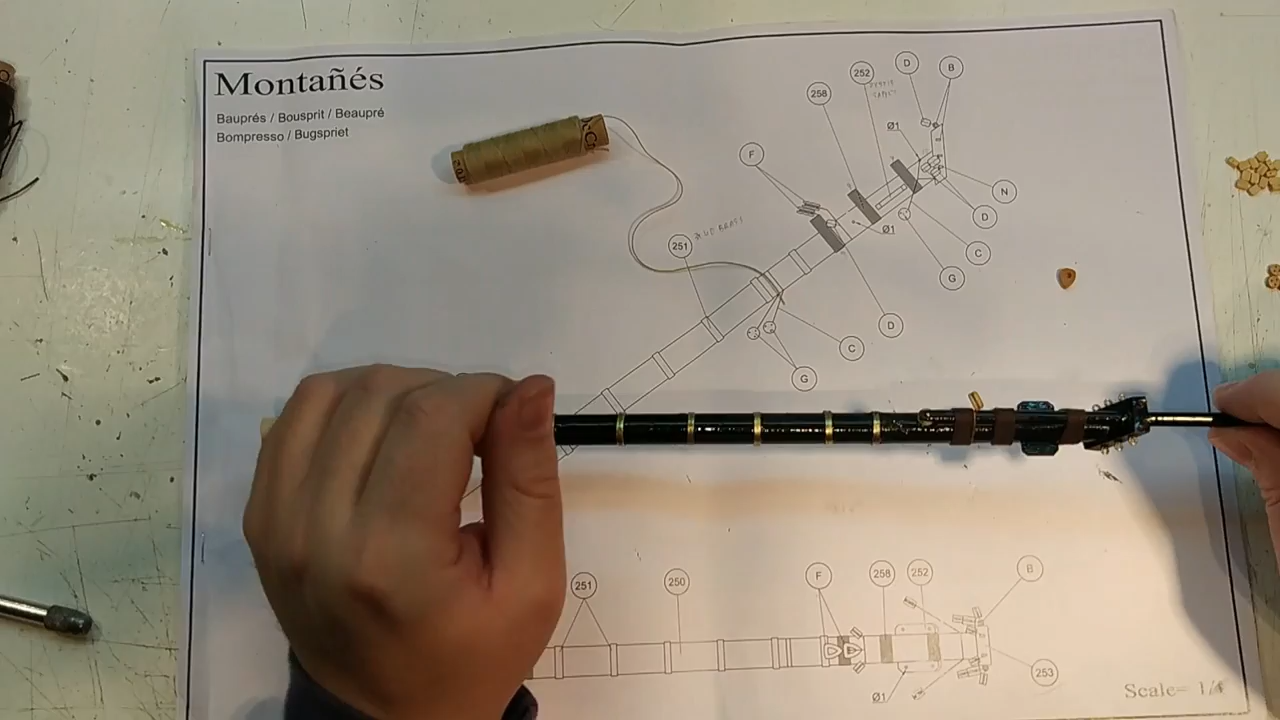 Montañés
Bauprés / Bousprit / Beaupré
Bompresso / Bugspriet
D
B
252
258
Ø1
F
N
D
251
BRASS
Ø1
C
G
D
C
G
251
250
F
258
252
B
253
Ø1
Scale= 1/